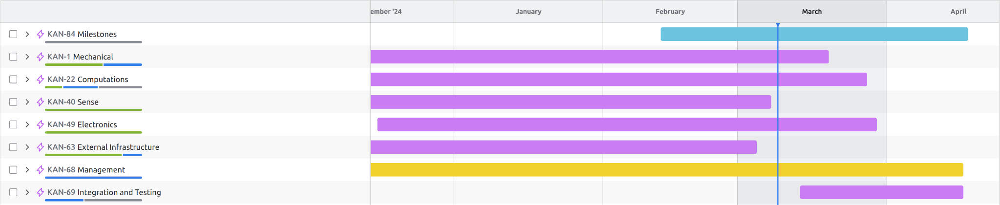 ember '24 January February March April
KAN-84 Milestones
KAN-1 Mechanical
KAN-22 Computations
KAN-40 Sense
KAN-49 Electronics
KAN-63 External Infrastructure
KAN-68 Management
KAN-69 Integration and Testing